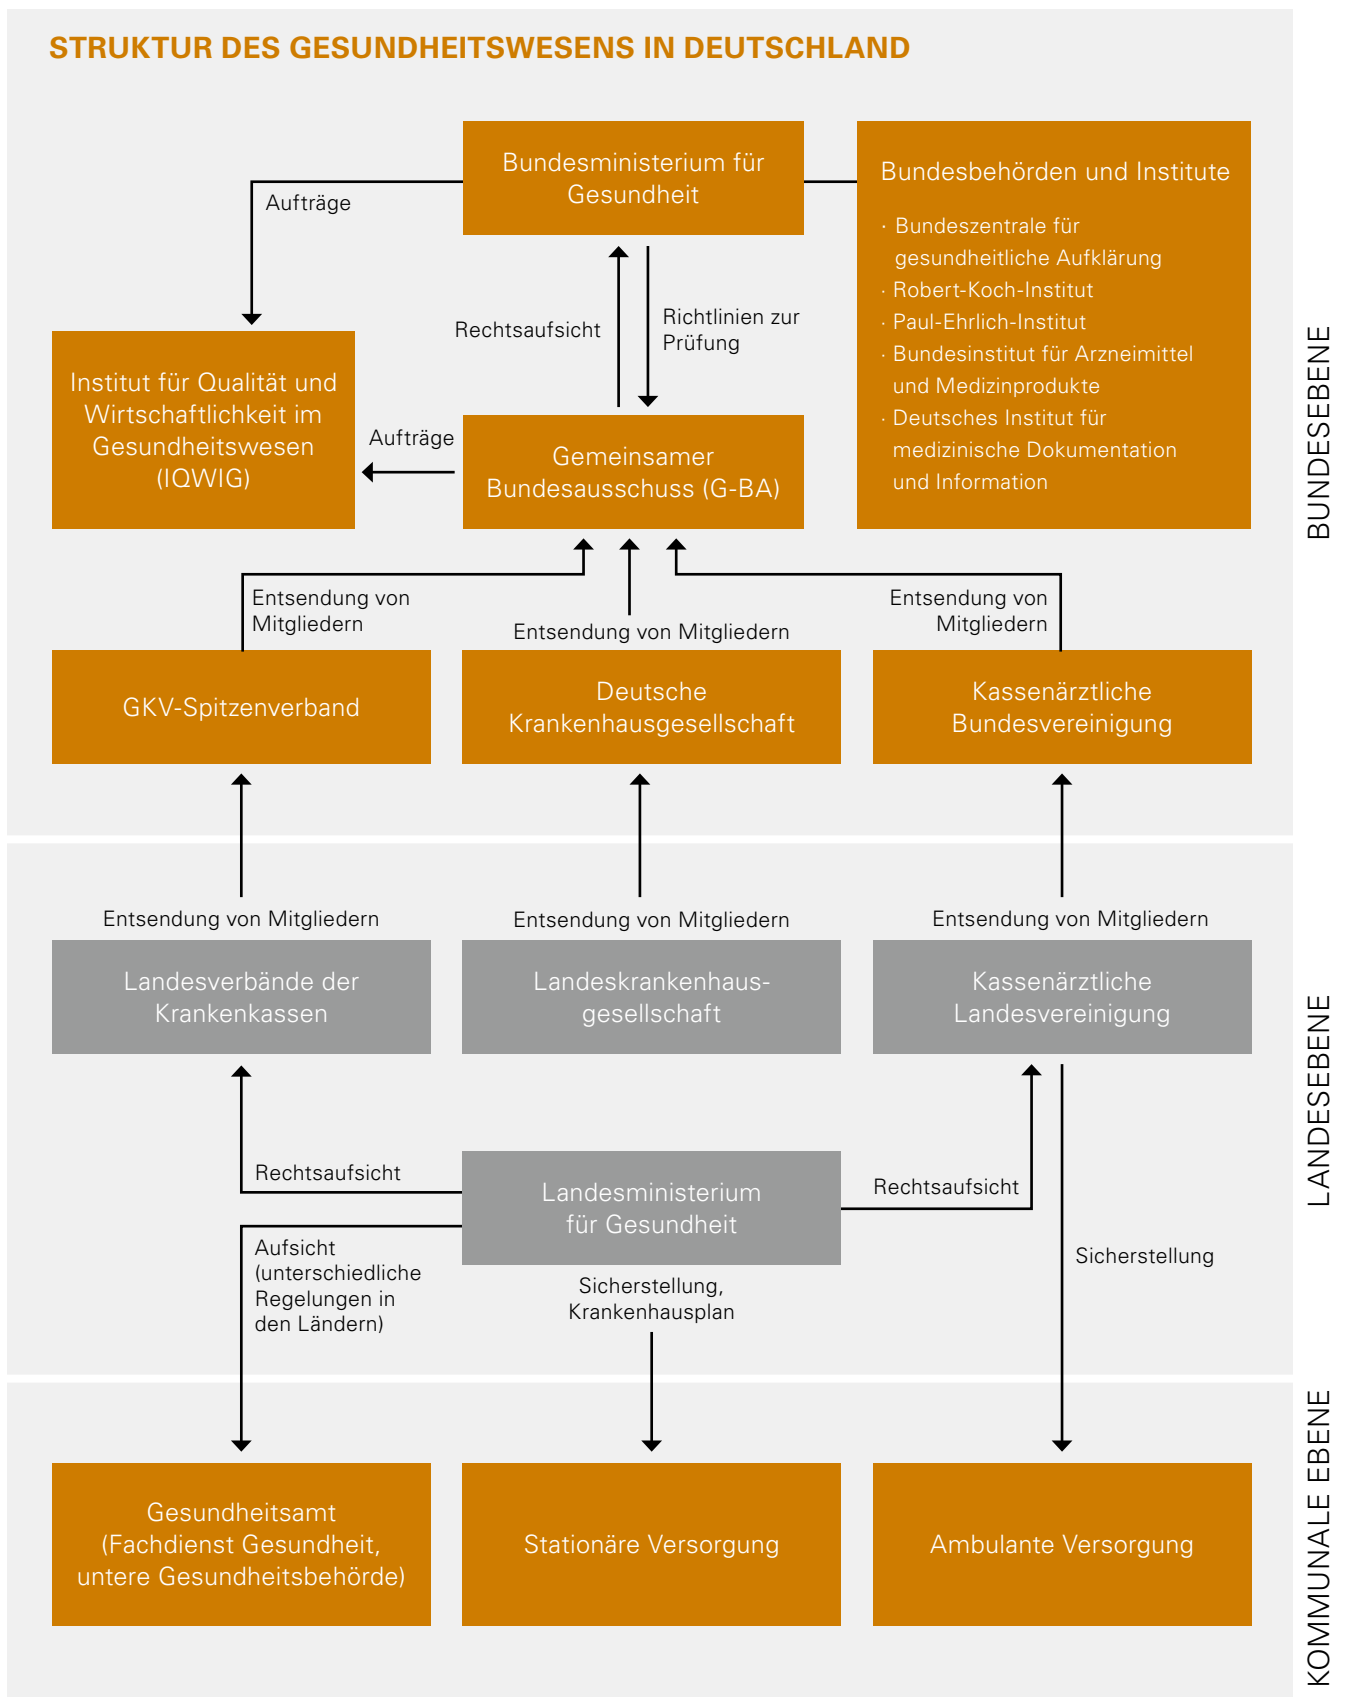 STRUKTUR DES GESUNDHEITSWESENS IN DEUTSCHLAND
Bundesministerium für
Gesundheit
Bundesbehörden und Institute
· Bundeszentrale für
gesundheitliche Aufklärung
· Robert-Koch-Institut
· Paul-Ehrlich-Institut
· Bundesinstitut für Arzneimittel
und Medizinprodukte
· Deutsches Institut für
medizinische Dokumentation
und Information
Aufträge
Rechtsaufsicht
Richtlinien zur
Prüfung
Institut für Qualität und
Wirtschaftlichkeit im
Gesundheitswesen
(IQWIG)
Aufträge
Gemeinsamer
Bundesausschuss (G-BA)
BUNDESEBENE
Entsendung von
Mitgliedern
Entsendung von Mitgliedern
Entsendung von
Mitgliedern
GKV-Spitzenverband
Deutsche
Krankenhausgesellschaft
Kassenärztliche
Bundesvereinigung
Entsendung von Mitgliedern
Entsendung von Mitgliedern
Entsendung von Mitgliedern
Landesverbände der
Krankenkassen
Landeskrankenhaus-
gesellschaft
Kassenärztliche
Landesvereinigung
LANDESEBENE
Rechtsaufsicht
Landesministerium
für Gesundheit
Rechtsaufsicht
Aufsicht
(unterschiedliche
Regelungen in
den Ländern)
Sicherstellung,
Krankenhausplan
Sicherstellung
Gesundheitsamt
(Fachdienst Gesundheit,
untere Gesundheitsbehörde)
Stationäre Versorgung
Ambulante Versorgung
KOMMUNALE EBENE